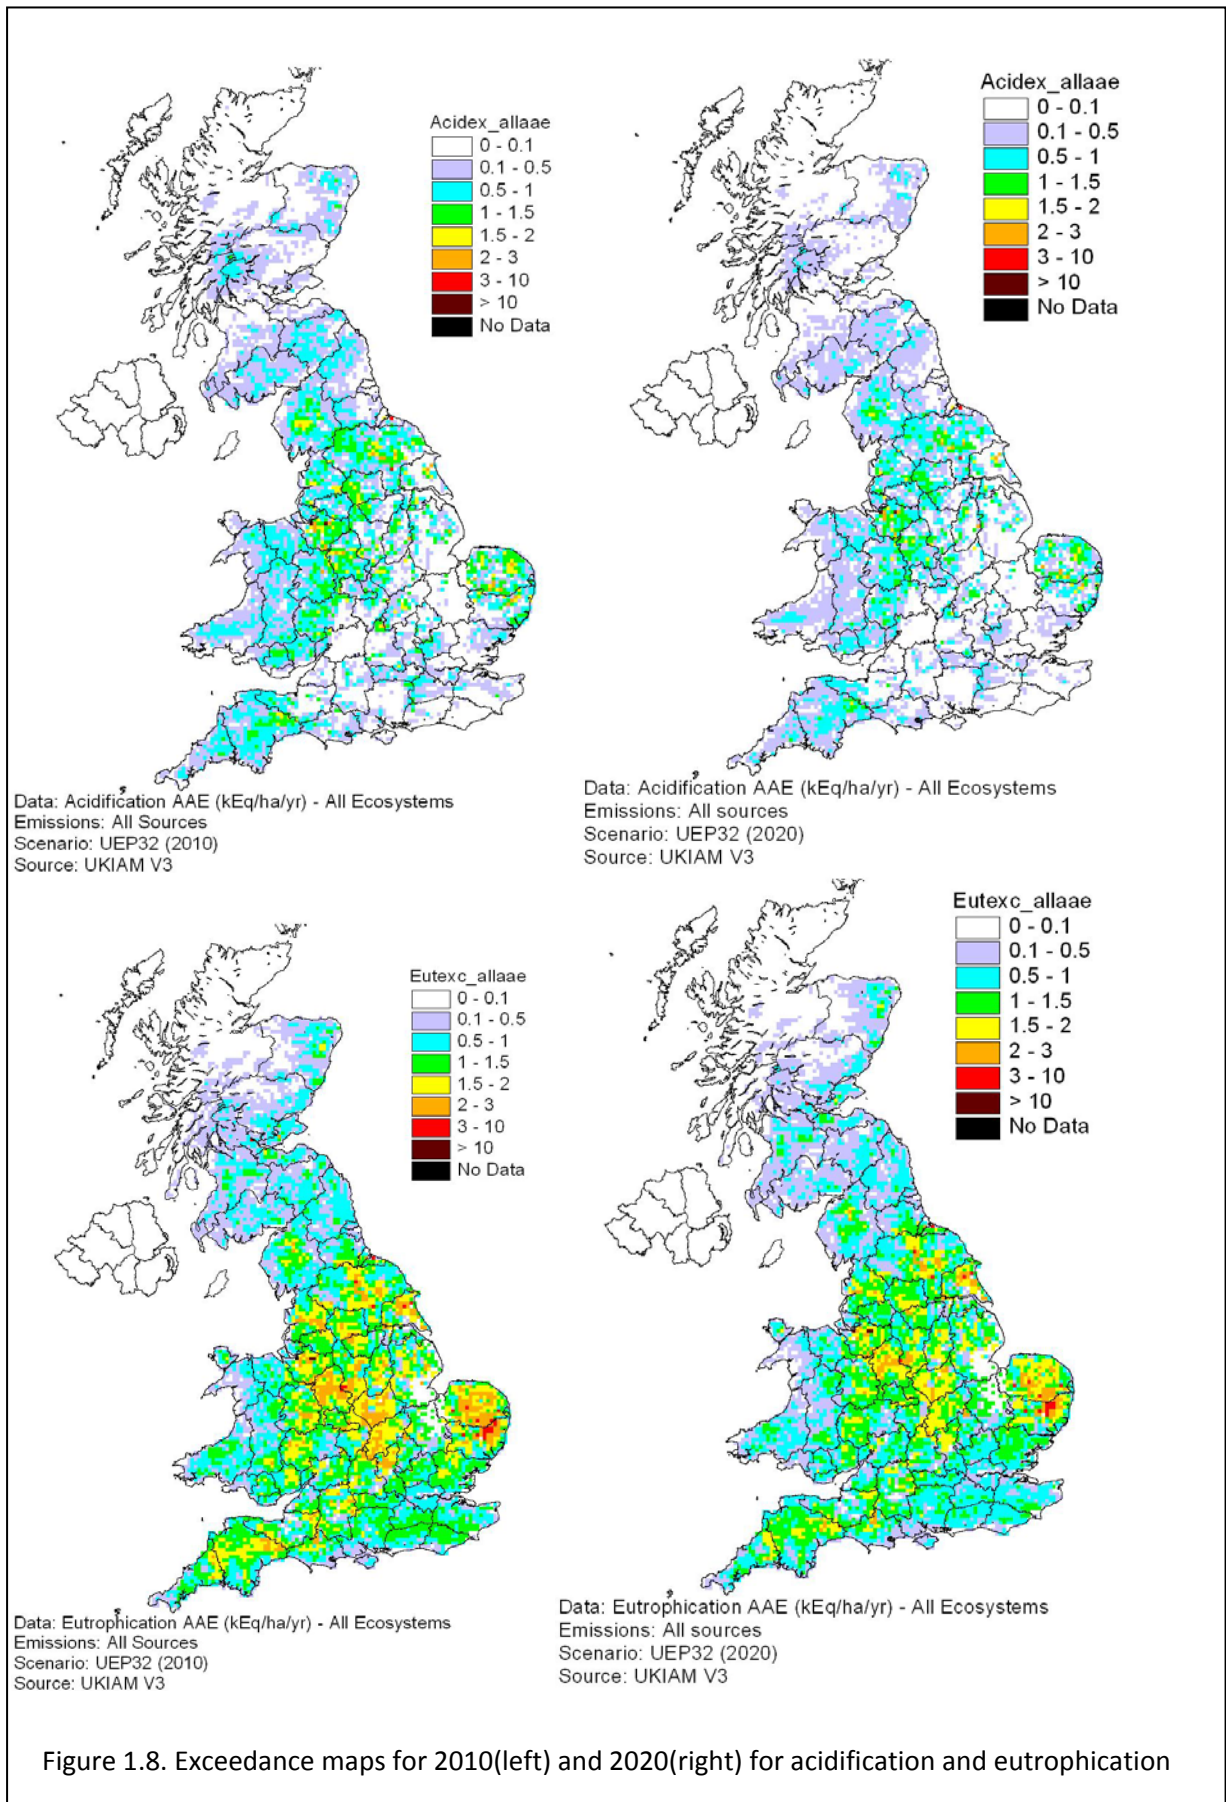 Acidex_allaae
0 - 0.1
0.1 - 0.5
0.5 - 1
1 - 1.5
1.5 - 2
2 - 3
3 - 10
> 10
No Data
Data: Acidification AAE (kEq/ha/yr) - All Ecosystems
Emissions: All Sources
Scenario: UEP32 (2010)
Source: UKIAM V3
Acidex_allaae
0 - 0.1
0.1 - 0.5
0.5 - 1
1 - 1.5
1.5 - 2
2 - 3
3 - 10
> 10
No Data
Data: Acidification AAE (kEq/ha/yr) - All Ecosystems
Emissions: All sources
Scenario: UEP32 (2020)
Source: UKIAM V3
Eutexc_allaae
0 - 0.1
0.1 - 0.5
0.5 - 1
1 - 1.5
1.5 - 2
2 - 3
3 - 10
> 10
No Data
Data: Eutrophication AAE (kEq/ha/yr) - All Ecosystems
Emissions: All Sources
Scenario: UEP32 (2010)
Source: UKIAM V3
Eutexc_allaae
0 - 0.1
0.1 - 0.5
0.5 - 1
1 - 1.5
1.5 - 2
2 - 3
3 - 10
> 10
No Data
Data: Eutrophication AAE (kEq/ha/yr) - All Ecosystems
Emissions: All sources
Scenario: UEP32 (2020)
Source: UKIAM V3
Figure 1.8. Exceedance maps for 2010(left) and 2020(right) for acidification and eutrophication